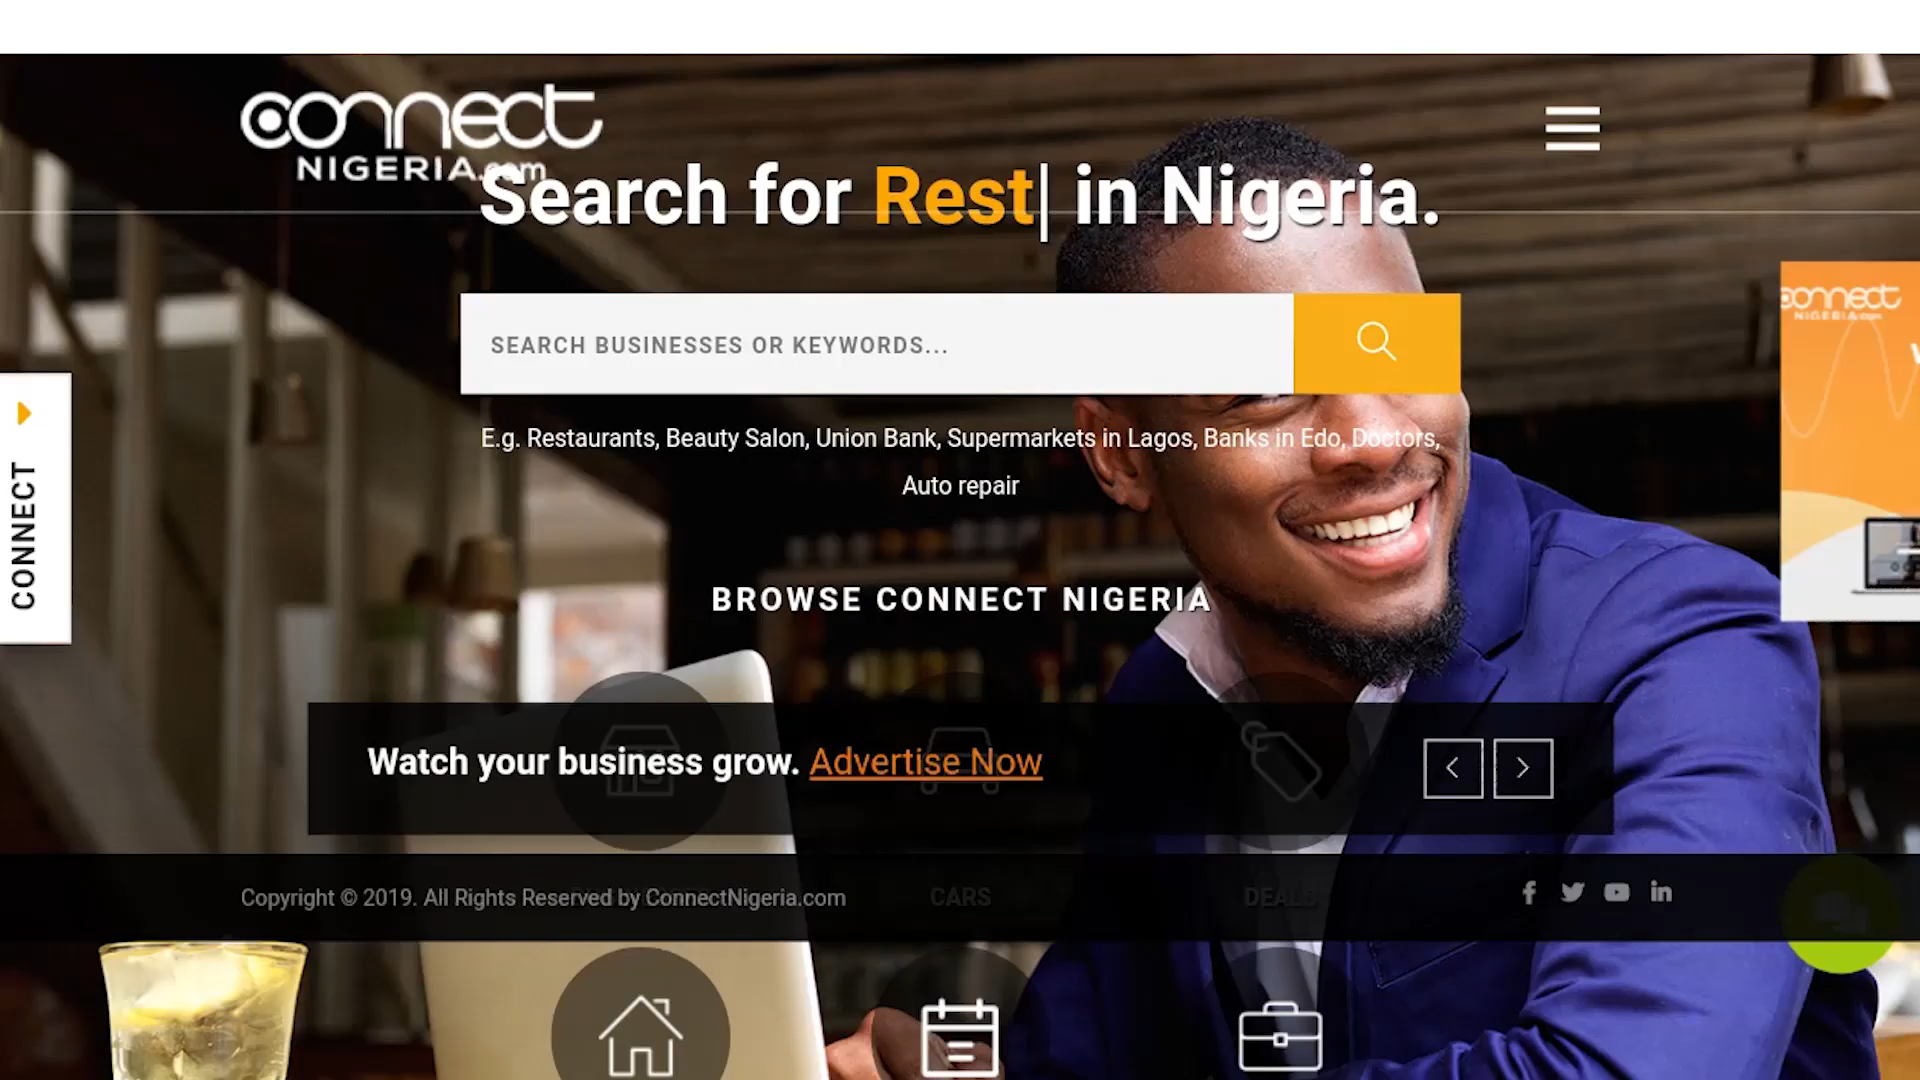 connect
NIGERIA.com
Search for Rest| in Nigeria.
SEARCH BUSINESSES OR KEYWORDS...
E.g. Restaurants, Beauty Salon, Union Bank, Supermarkets in Lagos, Banks in Edo, Doctors,
Auto repair
CONNECT
connect
NIGERIA.com
BROWSE CONNECT NIGERIA
Watch your business grow. Advertise Now
Copyright © 2019. All Rights Reserved by ConnectNigeria.com
CARS
DEALS